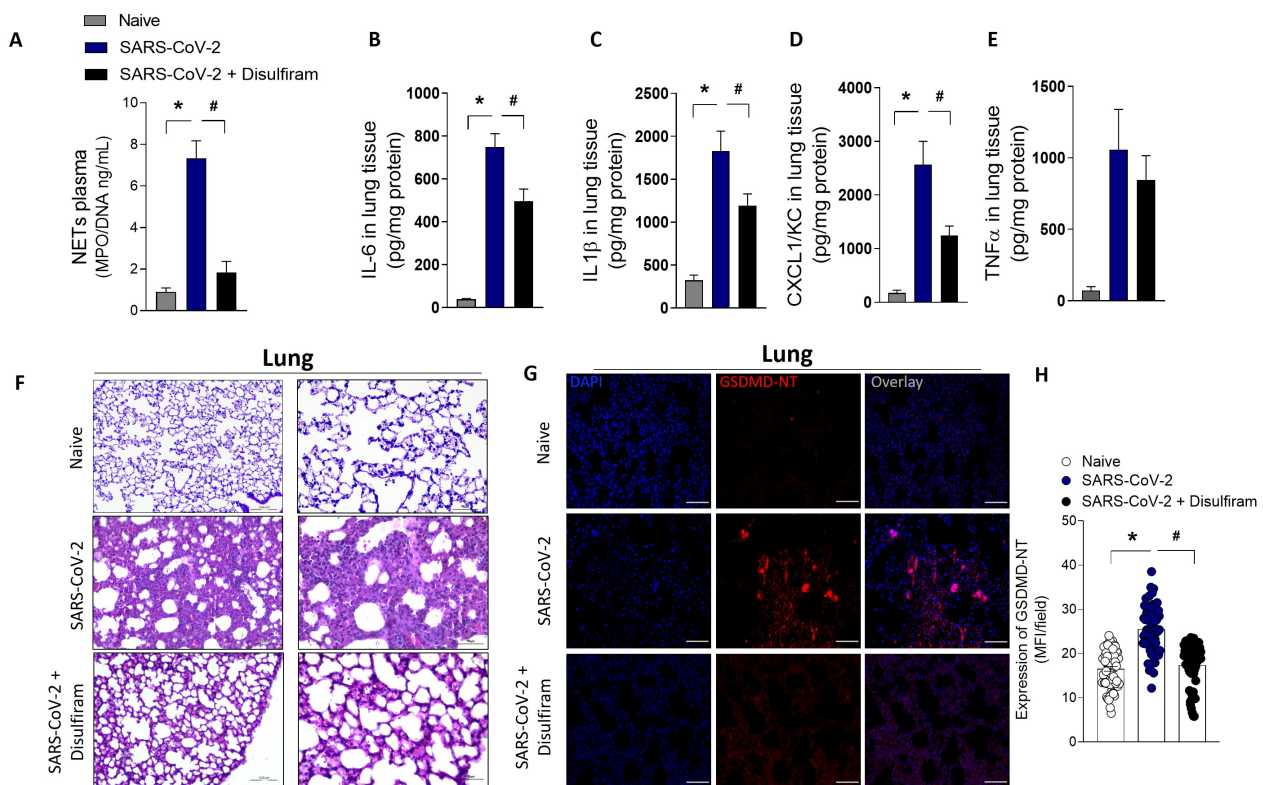 Naive
SARS-CoV-2
SARS-CoV-2 + Disulfiram
A
* #
NETs plasma
(MPO/DNA ng/mL)
10
8
6
4
2
0
B
* #
IL-6 in lung tissue
(pg/mg protein)
1000
800
600
400
200
0
C
* #
IL1β in lung tissue
(pg/mg protein)
2500
2000
1500
1000
500
0
D
* #
CXCL1/KC in lung tissue
(pg/mg protein)
4000
3000
2000
1000
0
E
TNFα in lung tissue
(pg/mg protein)
1500
1000
500
0
F
Lung
Naive
SARS-CoV-2
SARS-CoV-2 +
Disulfiram
G
Lung
DAPI
GSDMD-NT
Overlay
Naive
SARS-CoV-2
SARS-CoV-2 +
Disulfiram
H
Naive
SARS-CoV-2
SARS-CoV-2 + Disulfiram
* #
Expression of GSDMD-NT
(MFI/field)
50
40
30
20
10
0